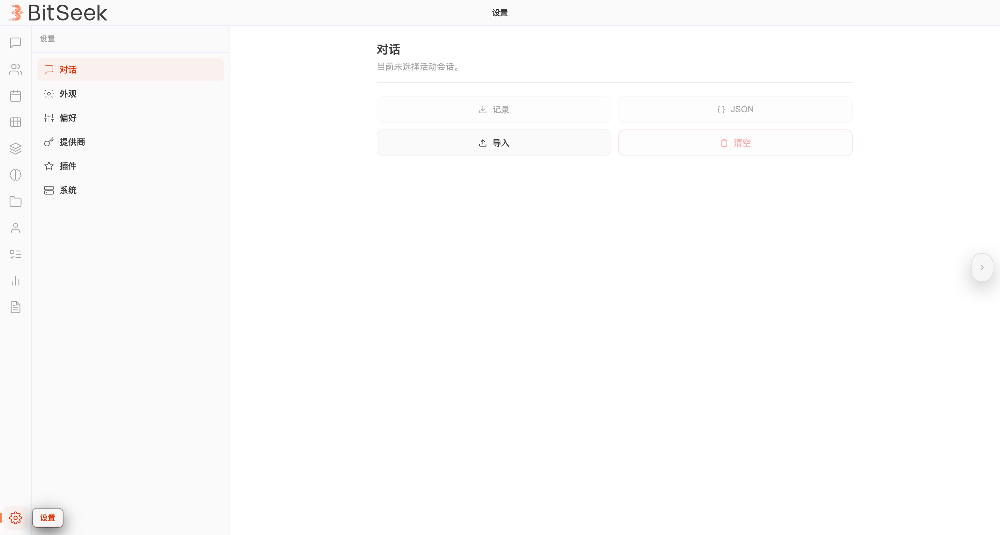 BitSeek
设置
设置
对话
外观
偏好
提供商
插件
系统
设置
对话
当前未选择活动会话。
记录
{ } JSON
导入
清空